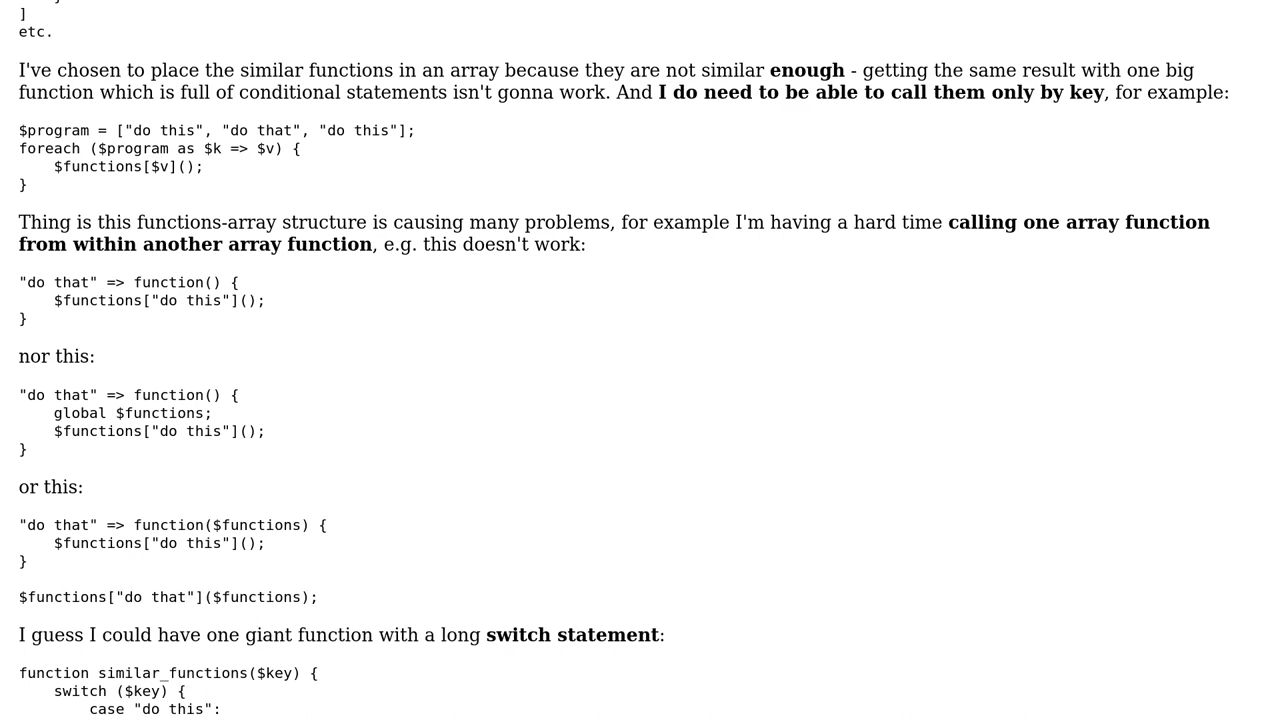 ]
etc.
I've chosen to place the similar functions in an array because they are not similar enough - getting the same result with one big
function which is full of conditional statements isn't gonna work. And I do need to be able to call them only by key, for example:
$program = ["do this", "do that", "do this"];
foreach ($program as $k => $v) {
    $functions[$v]();
}
Thing is this functions-array structure is causing many problems, for example I'm having a hard time calling one array function
from within another array function, e.g. this doesn't work:
"do that" => function() {
    $functions["do this"]();
}
nor this:
"do that" => function() {
    global $functions;
    $functions["do this"]();
}
or this:
"do that" => function($functions) {
    $functions["do this"]();
}
$functions["do that"]($functions);
I guess I could have one giant function with a long switch statement:
function similar_functions($key) {
    switch ($key) {
        case "do this":